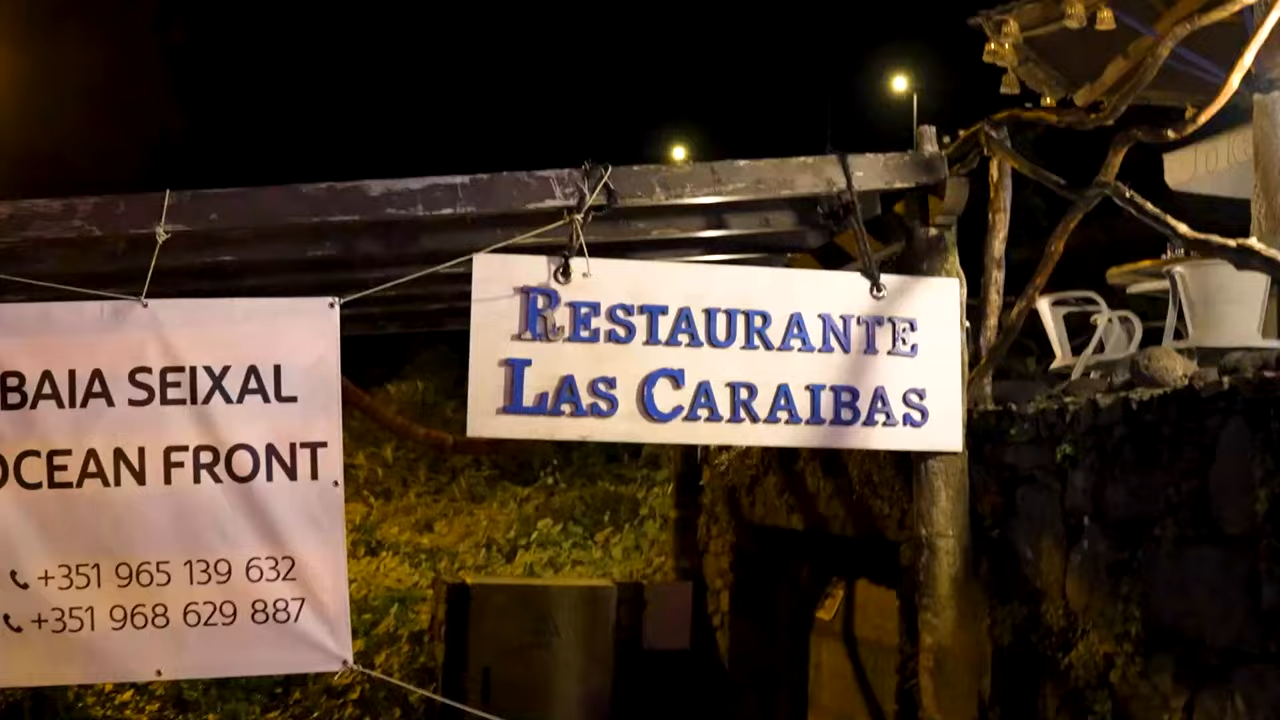 BAIA SEIXAL
OCEAN FRONT
+351 965 139 632
+351 968 629 887
RESTAURANTE
LAS CARAIBAS